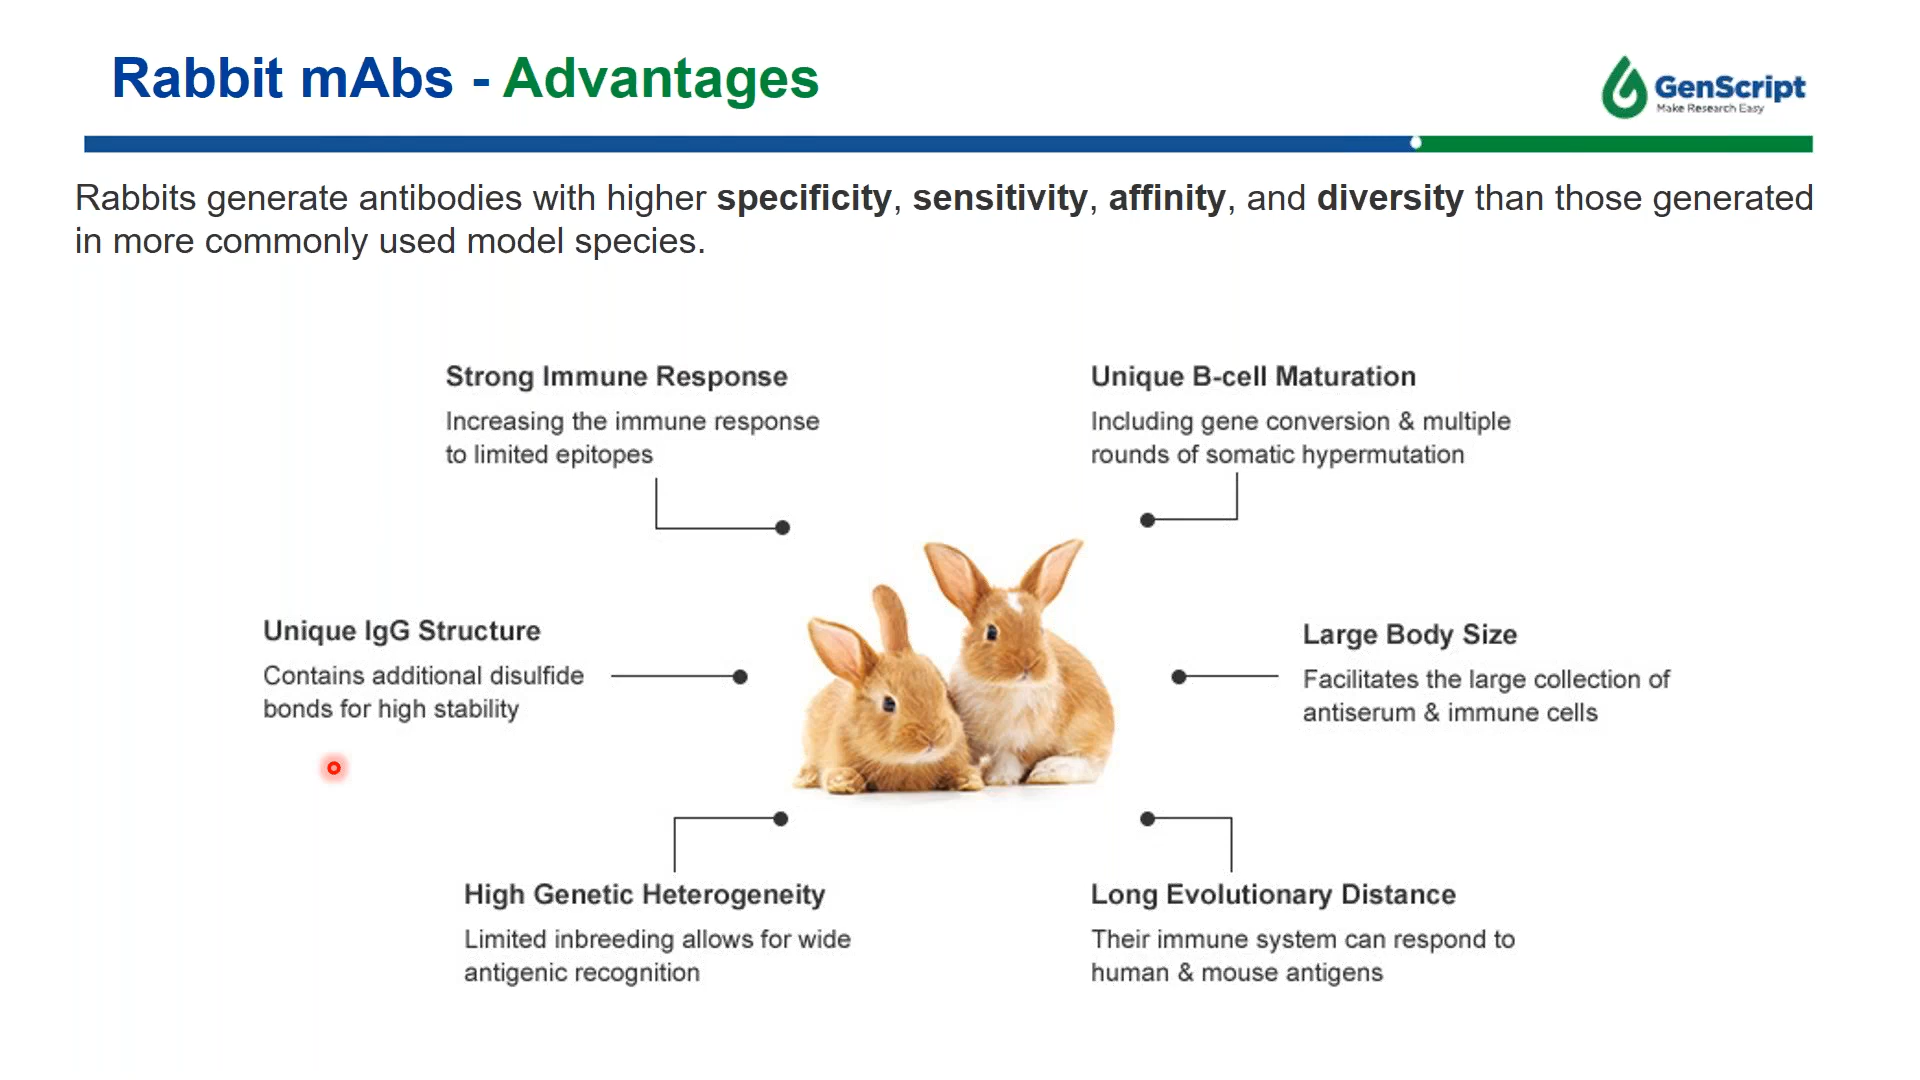 Rabbit mAbs - Advantages
GenScript
Make Research Easy
Rabbits generate antibodies with higher specificity, sensitivity, affinity, and diversity than those generated
in more commonly used model species.
Strong Immune Response
Increasing the immune response
to limited epitopes
Unique B-cell Maturation
Including gene conversion & multiple
rounds of somatic hypermutation
Unique IgG Structure
Contains additional disulfide
bonds for high stability
Large Body Size
Facilitates the large collection of
antiserum & immune cells
High Genetic Heterogeneity
Limited inbreeding allows for wide
antigenic recognition
Long Evolutionary Distance
Their immune system can respond to
human & mouse antigens